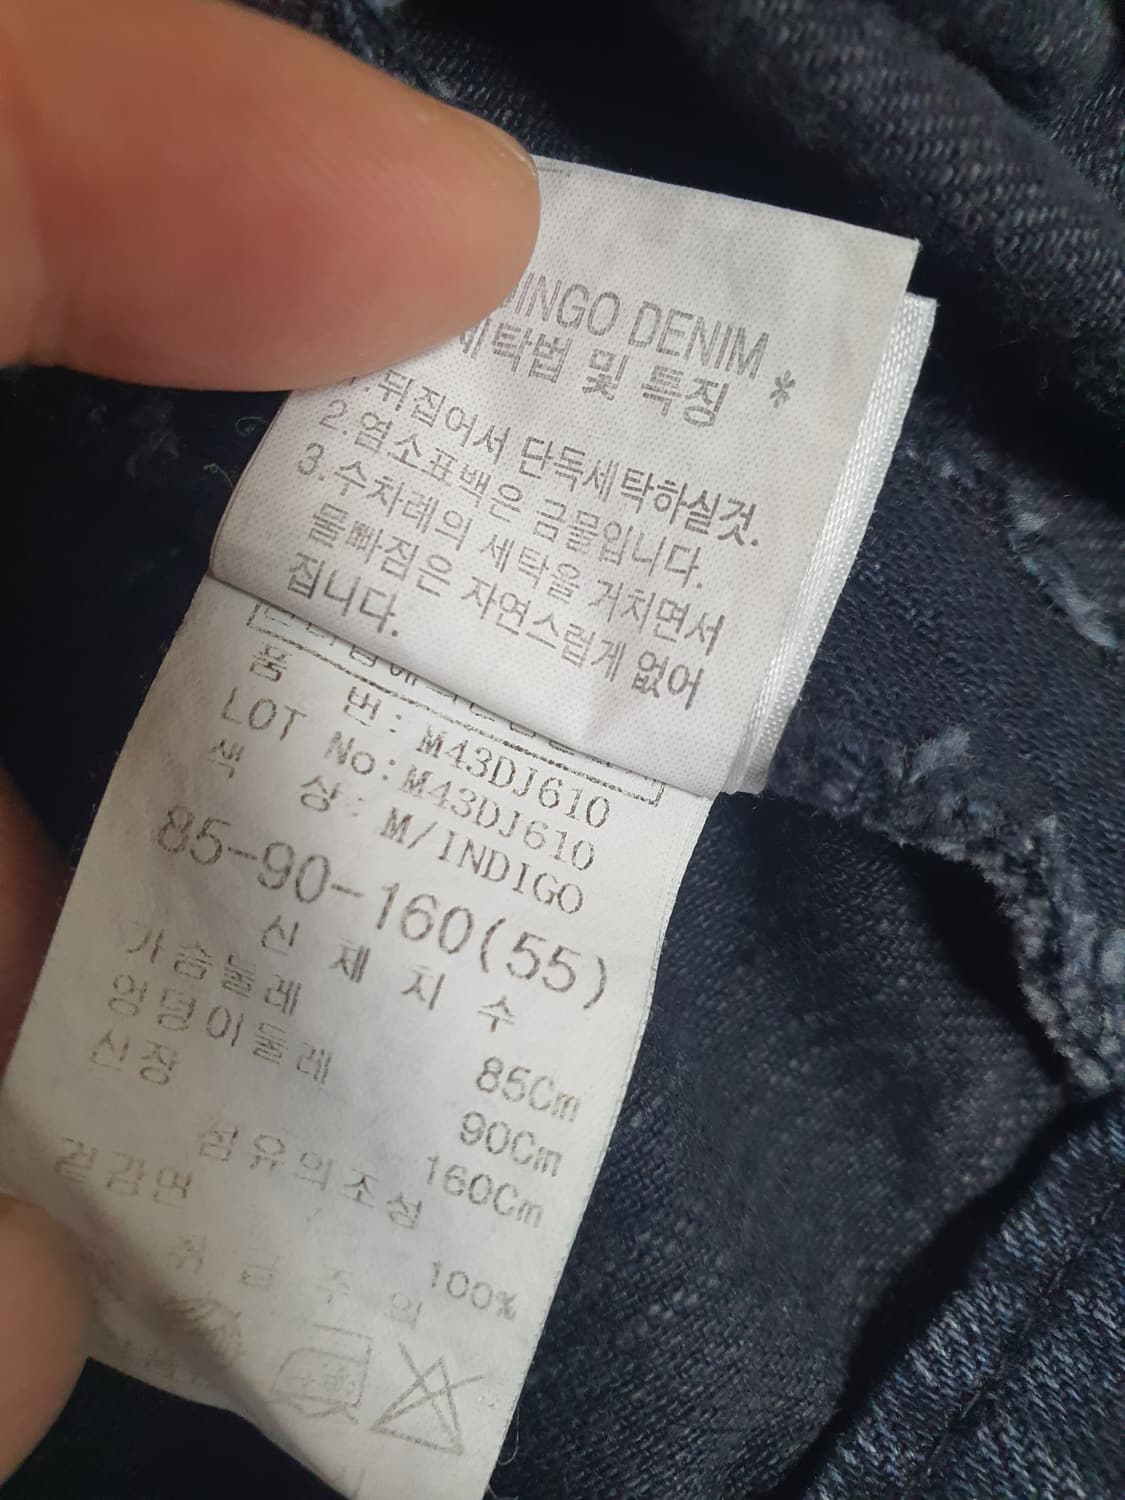 INGO DENIM
세탁법 및 특징 *
1.뒤집어서 단독세탁하실것.
2.염소표백은 금물입니다.
3.수차례의 세탁을 거치면서
물빠짐은 자연스럽게 없어
집니다.
품 번: M43DJ610
LOT No:M43DJ610
색 상: M/INDIGO
85-90-160(55)
신 체 치 수
가슴둘레 85Cm
엉덩이둘레 90Cm
신장 160Cm
섬유의조성
겉감면 100%
취 급 주 의